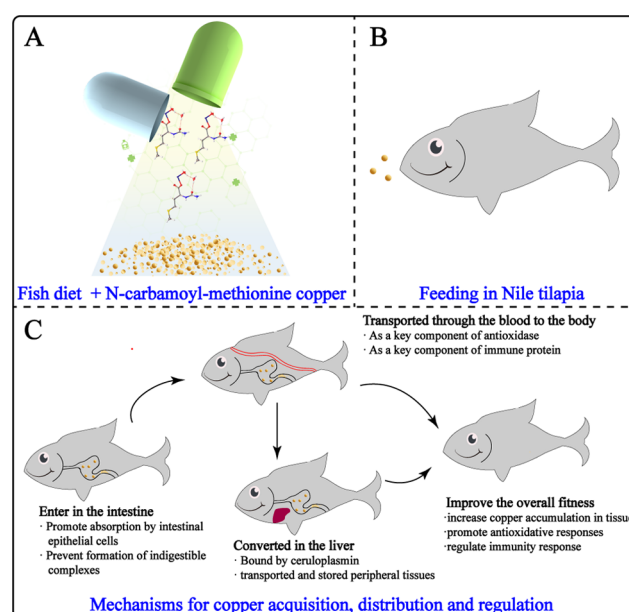 A
B
Fish diet + N-carbamoyl-methionine copper
Feeding in Nile tilapia
C
Transported through the blood to the body
· As a key component of antioxidase
· As a key component of immune protein
Enter in the intestine
· Promote absorption by intestinal
epithelial cells
· Prevent formation of indigestible
complexes
Converted in the liver
· Bound by ceruloplasmin
· transported and stored peripheral tissues
Improve the overall fitness
·increase copper accumulation in tissue
·promote antioxidative responses
·regulate immunity response
Mechanisms for copper acquisition, distribution and regulation